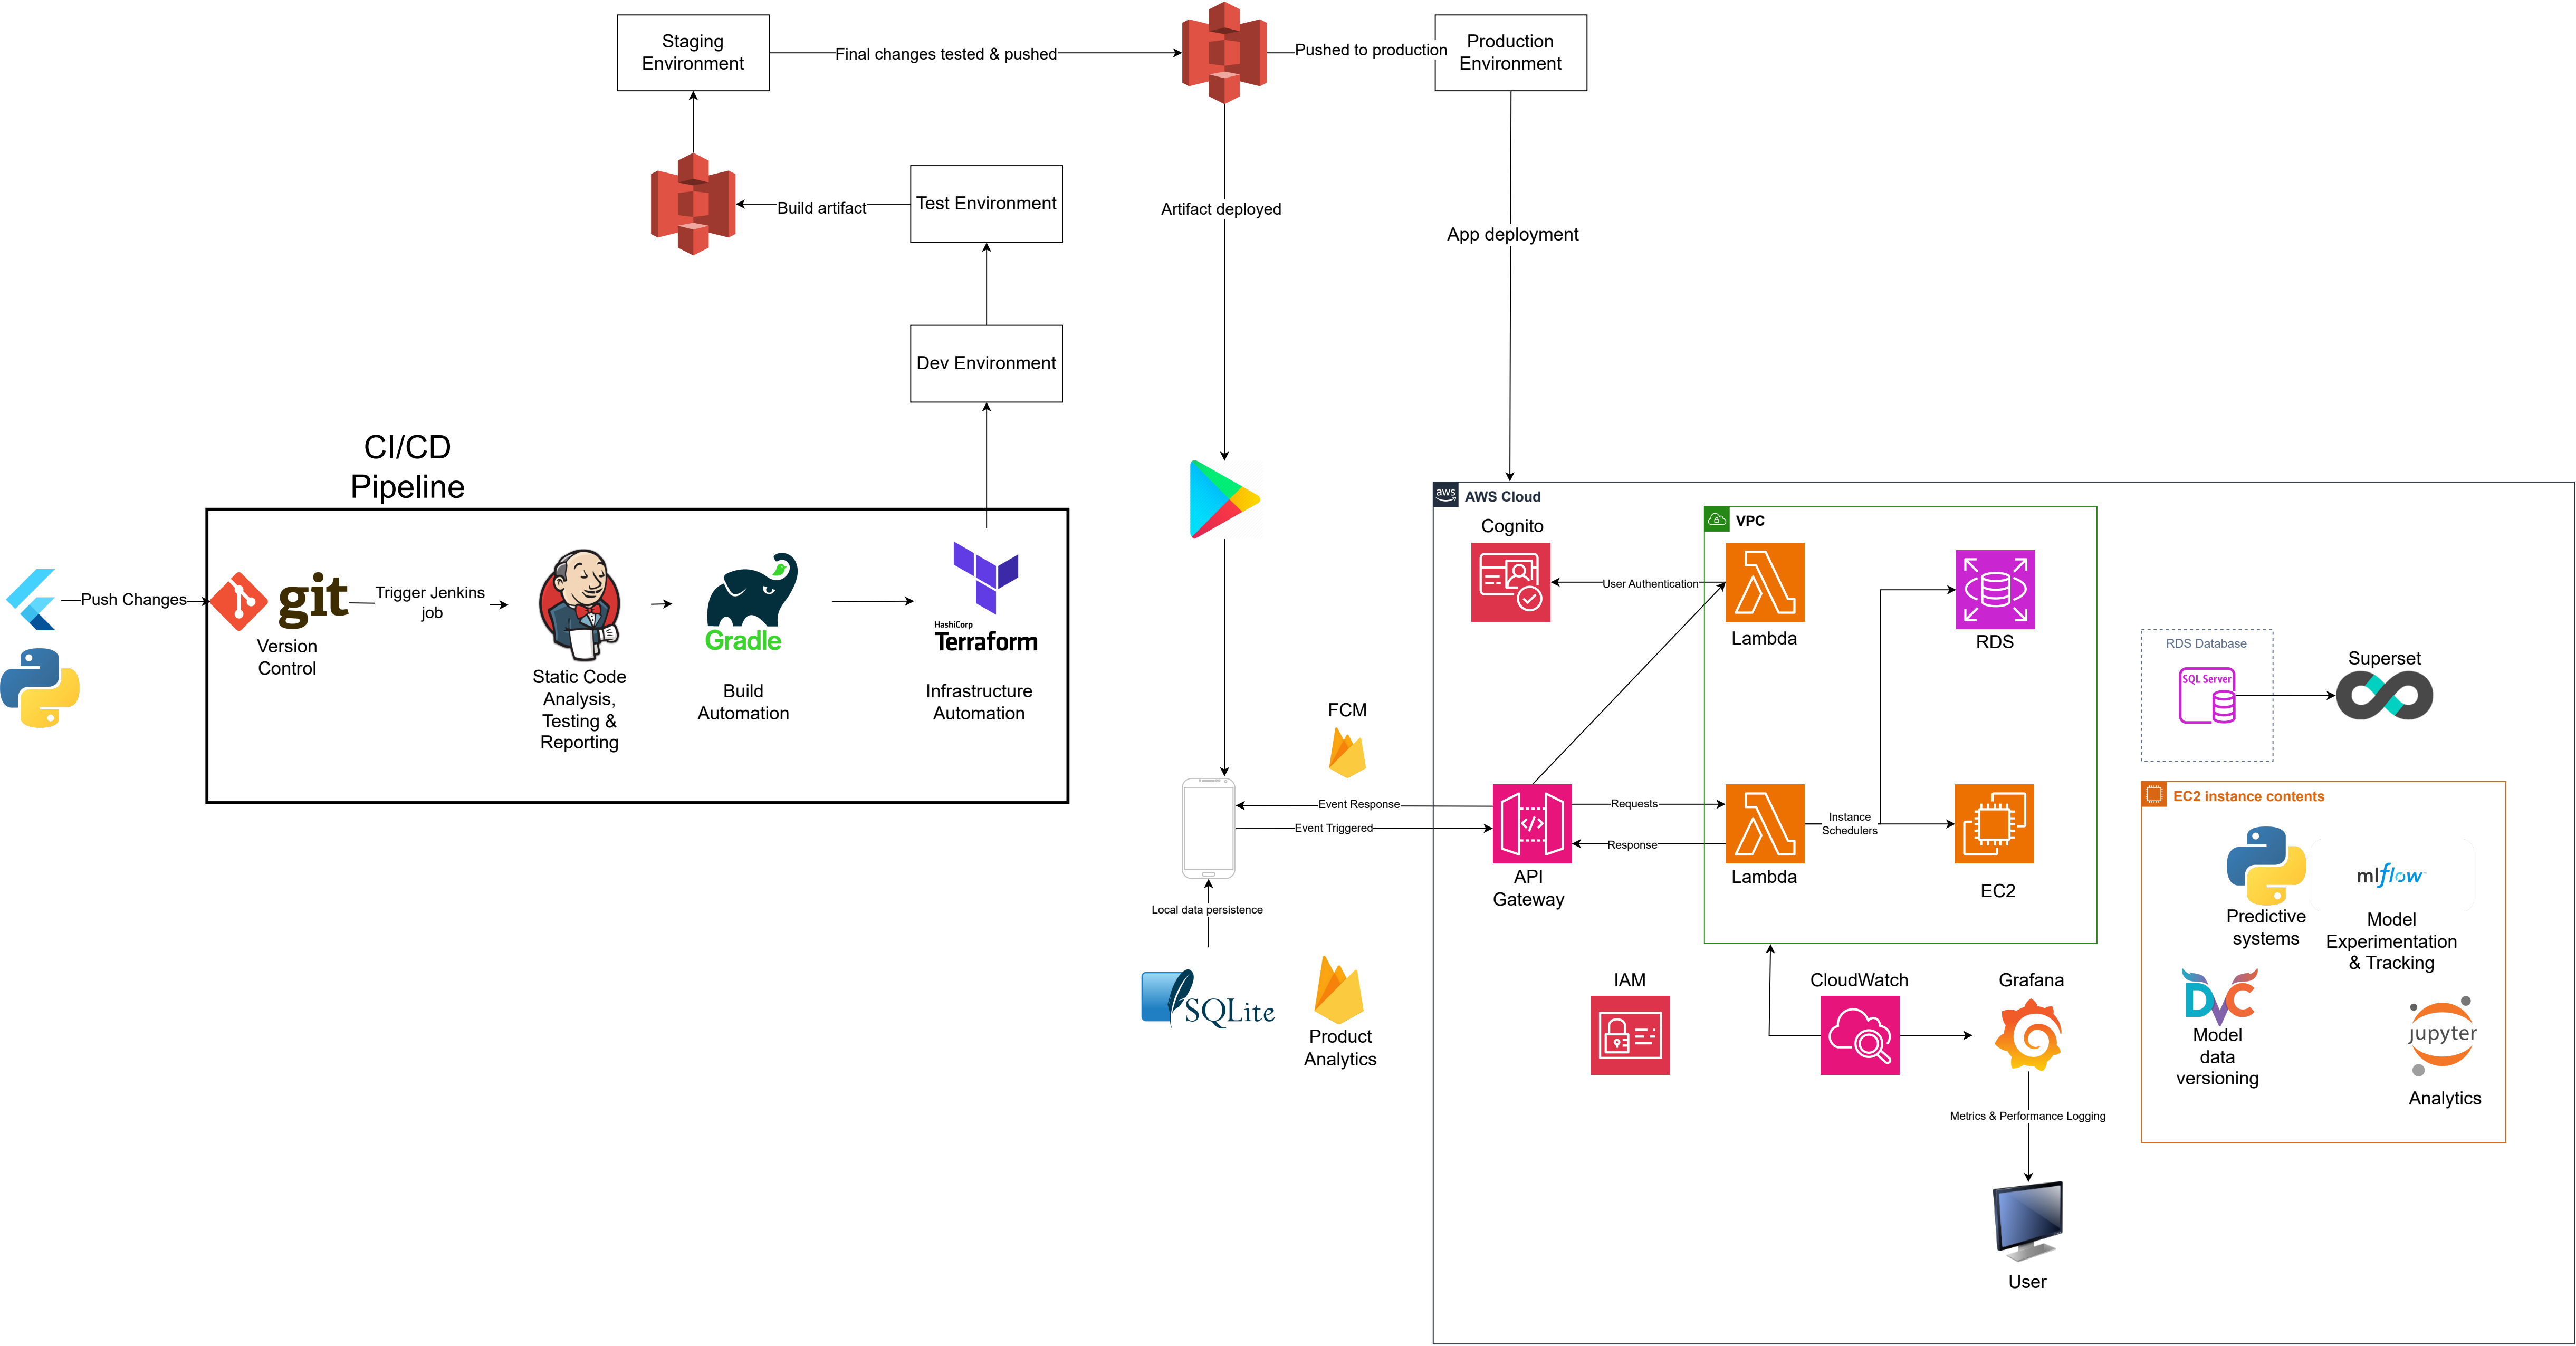 Staging
Environment
Final changes tested & pushed
Pushed to production
Production
Environment
Build artifact
Test Environment
Artifact deployed
App deployment
Dev Environment
CI/CD
Pipeline
Push Changes
git
Version
Control
Trigger Jenkins
job
Static Code
Analysis,
Testing &
Reporting
Gradle
Build
Automation
HashiCorp
Terraform
Infrastructure
Automation
FCM
Event Response
Event Triggered
Local data persistence
SQLite
Product
Analytics
aws
AWS Cloud
Cognito
User Authentication
VPC
Lambda
RDS
API
Gateway
Requests
Response
Lambda
Instance
Schedulers
EC2
IAM
CloudWatch
Grafana
Metrics & Performance Logging
User
RDS Database
SQL Server
Superset
EC2 instance contents
Predictive
systems
mlflow
Model
Experimentation
& Tracking
DVC
Model
data
versioning
jupyter
Analytics